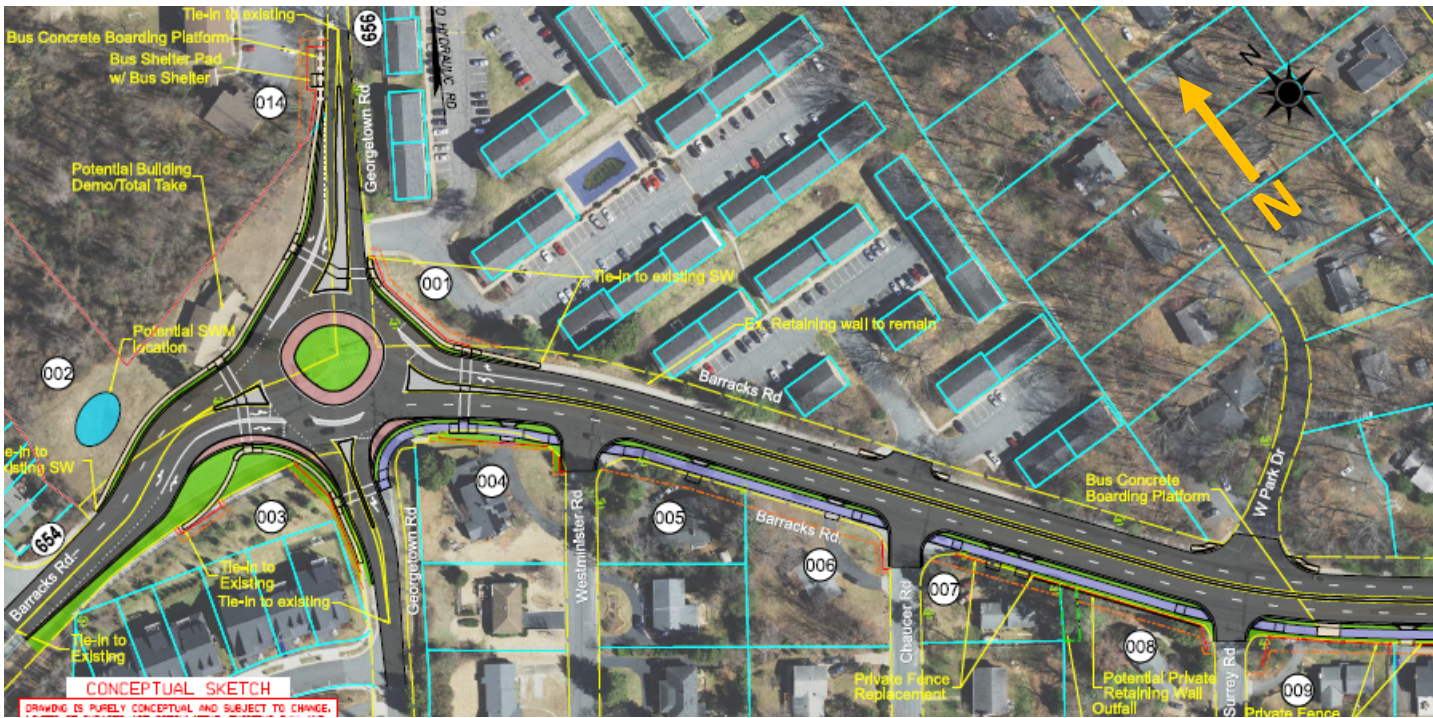 Tie-in to existing
Bus Concrete Boarding Platform
Bus Shelter Pad
w/ Bus Shelter
014
656
TO HYDRAULIC RD
Georgetown Rd
N
N
Potential Building
Demo/Total Take
001
Tie-in to existing SW
Ex. Retaining wall to remain
Potential SWM
location
002
Barracks Rd
Existing SW
654
Barracks Rd
003
Tie-in to
Existing
Tie-in to existing
Tie-in to
Existing
Georgetown Rd
004
Westminister Rd
005
Barracks Rd.
006
Chaucer Rd
007
Bus Concrete
Boarding Platform
W Park Dr
008
Private Fence
Replacement
Potential Private
Retaining Wall
Outfall
Surrey Rd
009
Private Fence
CONCEPTUAL SKETCH
DRAWING IS PURELY CONCEPTUAL AND SUBJECT TO CHANGE.